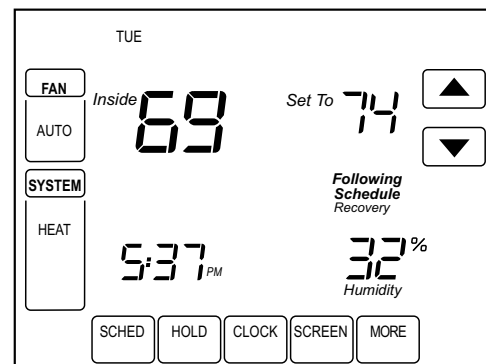 TUE
FAN
AUTO
Inside 69
Set To 74
SYSTEM
HEAT
Following
Schedule
Recovery
5:37 PM
32%
Humidity
SCHED HOLD CLOCK SCREEN MORE